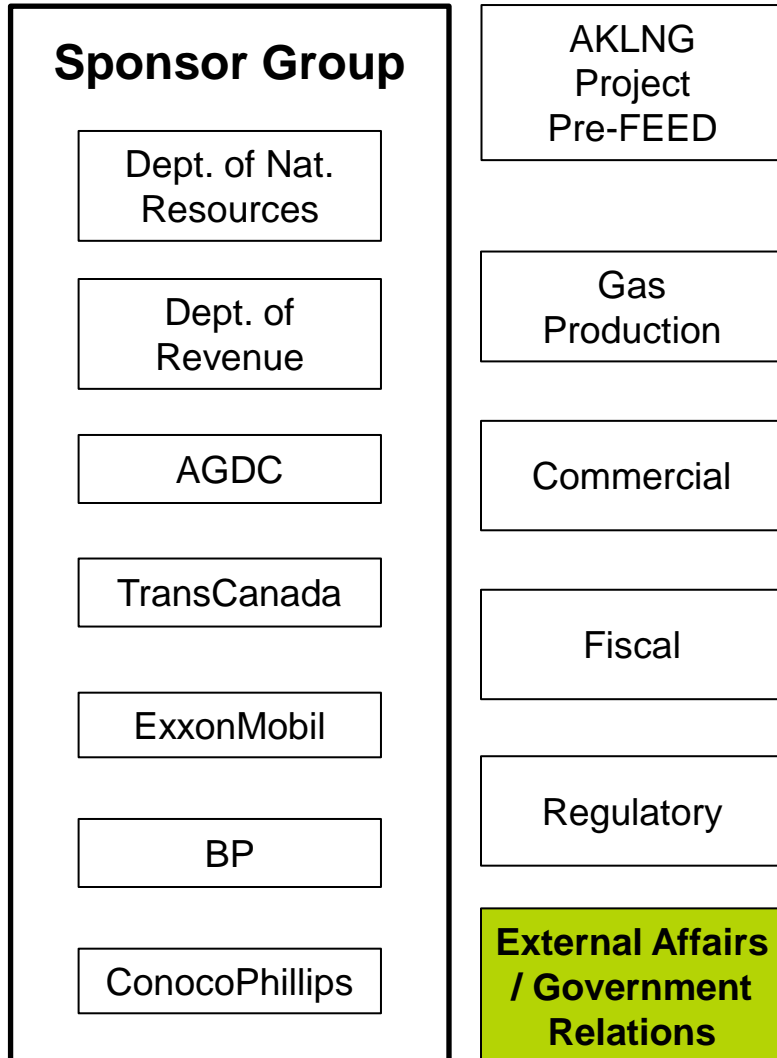 Sponsor Group
Dept. of Nat.
Resources
Dept. of
Revenue
AGDC
TransCanada
ExxonMobil
BP
ConocoPhillips
AKLNG
Project
Pre-FEED
Gas
Production
Commercial
Fiscal
Regulatory
External Affairs
/ Government
Relations